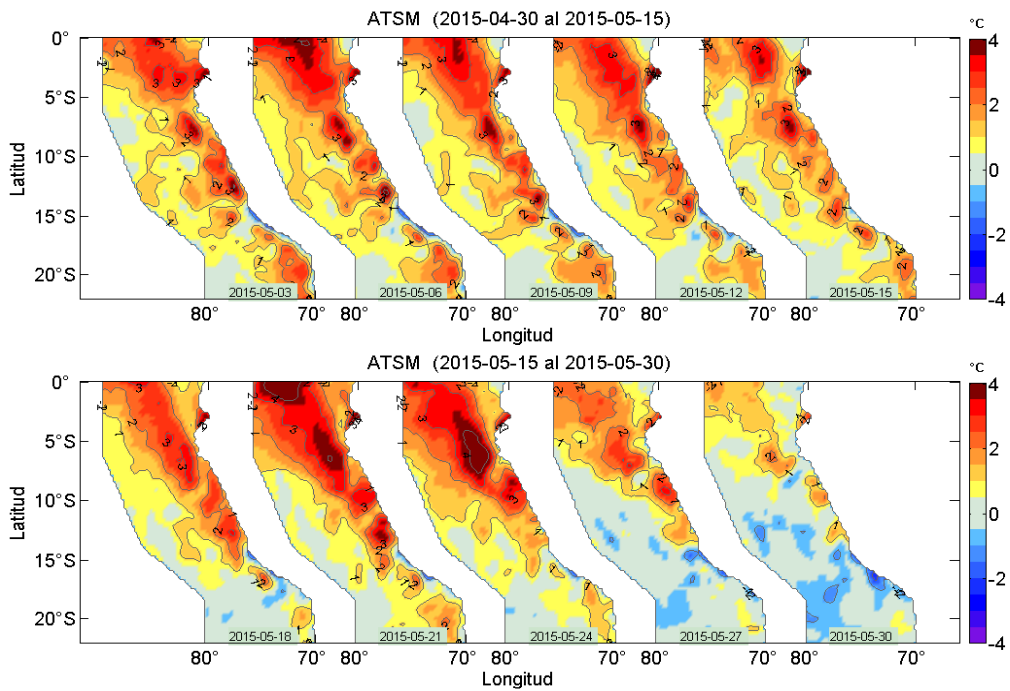 ATSM (2015-04-30 al 2015-05-15)
°C
Latitud
0°
5°S
10°S
15°S
20°S
4
2
0
-2
-4
2015-05-03 2015-05-06 2015-05-09 2015-05-12 2015-05-15
80° 70° 80° 70° 80° 70° 80° 70° 80° 70°
Longitud
ATSM (2015-05-15 al 2015-05-30)
°C
Latitud
0°
5°S
10°S
15°S
20°S
4
2
0
-2
-4
2015-05-18 2015-05-21 2015-05-24 2015-05-27 2015-05-30
80° 70° 80° 70° 80° 70° 80° 70° 80° 70°
Longitud